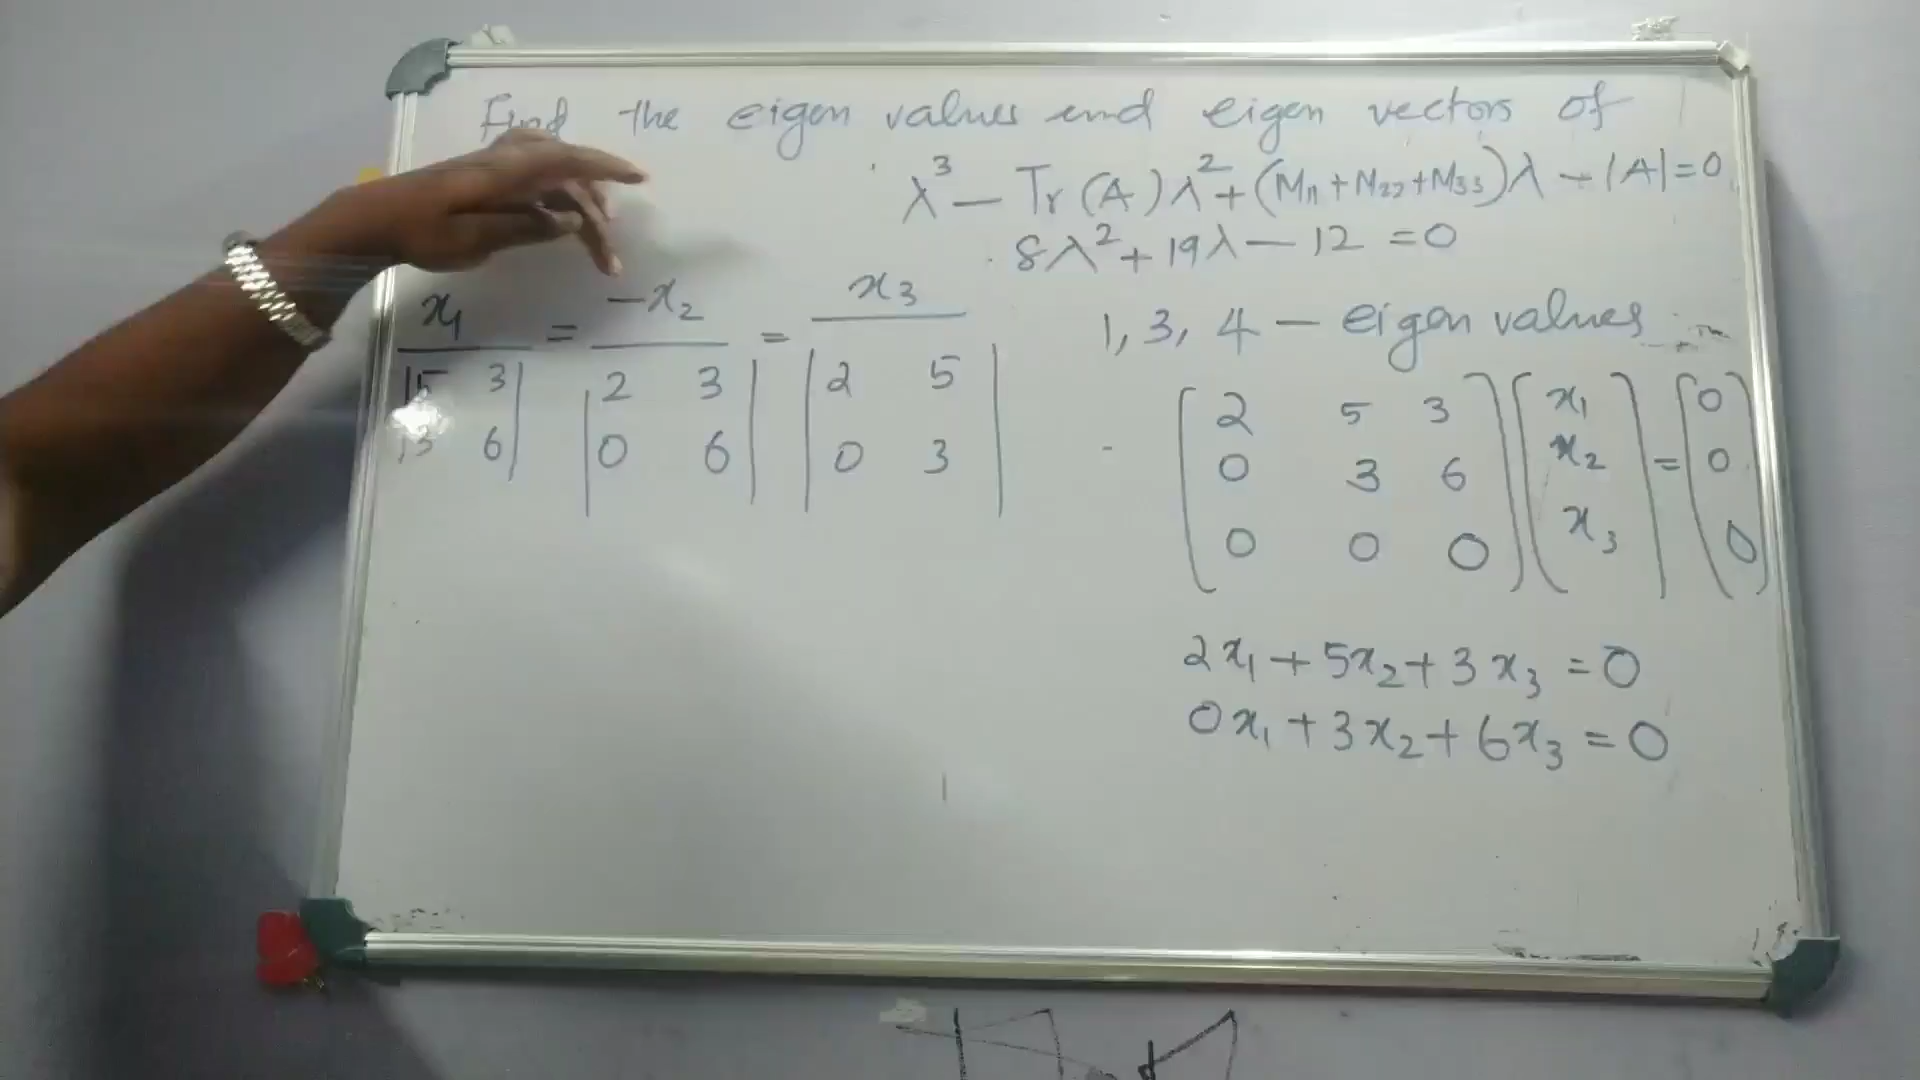 Find the eigen values and eigen vectors of
λ³ − Tr(A)λ² + (M₁₁ + M₂₂ + M₃₃)λ − |A| = 0
8λ² + 19λ − 12 = 0
x₁ = −x₂ = x₃
|5 3| |2 3| |2 5|
|3 6| |0 6| |0 3|
1, 3, 4 — eigen values
(2 5 3) (x₁) = (0)
(0 3 6) (x₂) = (0)
(0 0 0) (x₃) = (0)
2x₁ + 5x₂ + 3x₃ = 0
0x₁ + 3x₂ + 6x₃ = 0